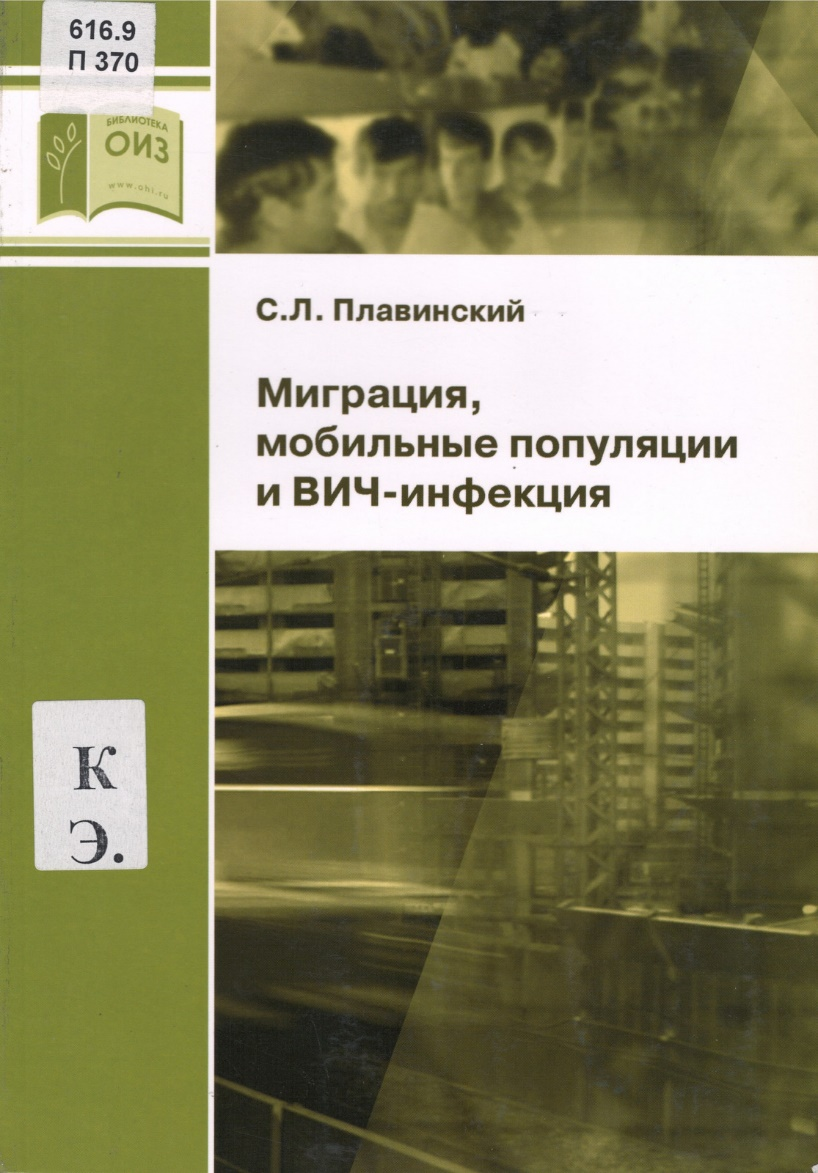 616.9
П 370
БИБЛИОТЕКА
ОИЗ
www.ohi.ru
С.Л. Плавинский
Миграция,
мобильные популяции
и ВИЧ-инфекция
К
Э.